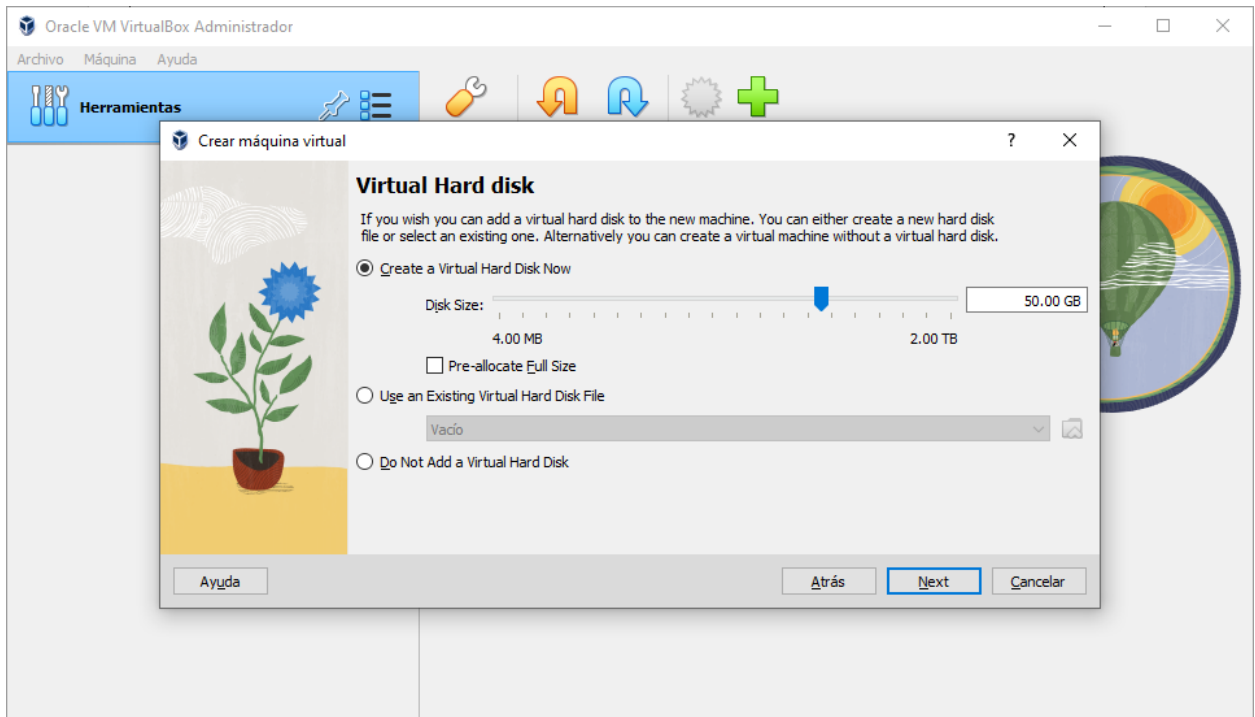 Oracle VM VirtualBox Administrador
Archivo Máquina Ayuda
Herramientas
Crear máquina virtual
?
Virtual Hard disk
If you wish you can add a virtual hard disk to the new machine. You can either create a new hard disk
file or select an existing one. Alternatively you can create a virtual machine without a virtual hard disk.
Create a Virtual Hard Disk Now
Disk Size:
50.00 GB
4.00 MB 2.00 TB
Pre-allocate Full Size
Use an Existing Virtual Hard Disk File
Vacío
Do Not Add a Virtual Hard Disk
Ayuda Atrás Next Cancelar